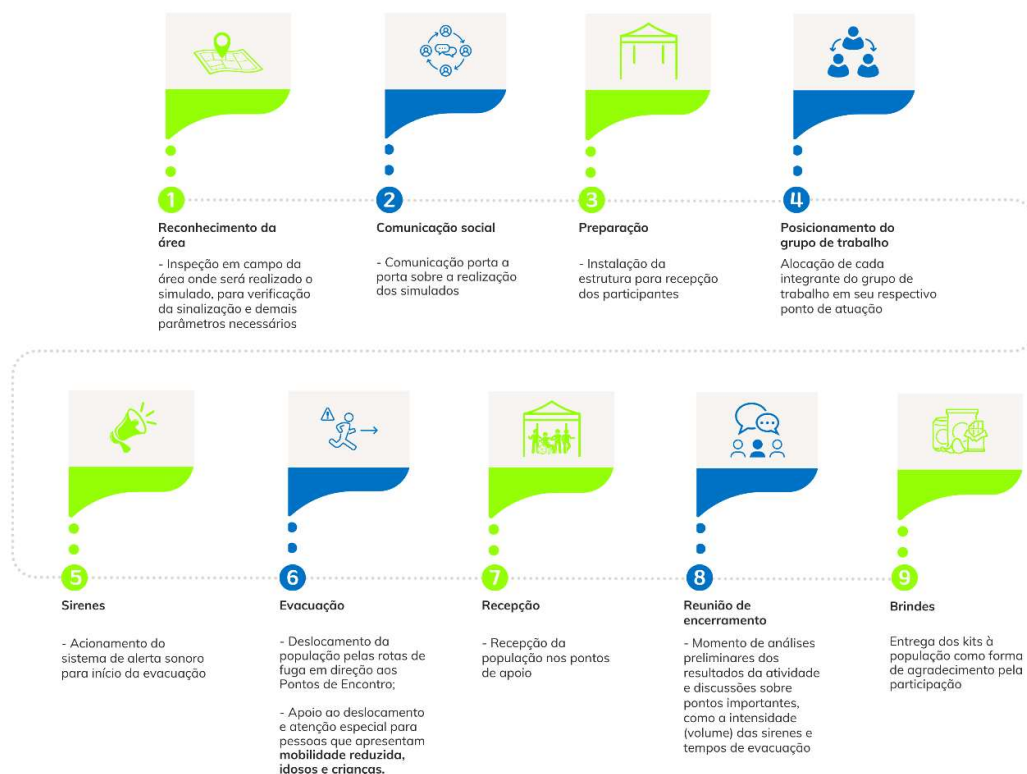 1
Reconhecimento da
área
- Inspeção em campo da
área onde será realizado o
simulado, para verificação
da sinalização e demais
parâmetros necessários
2
Comunicação social
- Comunicação porta a
porta sobre a realização
dos simulados
3
Preparação
- Instalação da
estrutura para recepção
dos participantes
4
Posicionamento do
grupo de trabalho
Alocação de cada
integrante do grupo de
trabalho em seu respectivo
ponto de atuação
5
Sirenes
- Acionamento do
sistema de alerta sonoro
para início da evacuação
6
Evacuação
- Deslocamento da
população pelas rotas de
fuga em direção aos
Pontos de Encontro;
- Apoio ao deslocamento
e atenção especial para
pessoas que apresentam
mobilidade reduzida,
idosos e crianças.
7
Recepção
- Recepção da
população nos pontos
de apoio
8
Reunião de
encerramento
- Momento de análises
preliminares dos
resultados da atividade
e discussões sobre
pontos importantes,
como a intensidade
(volume) das sirenes e
tempos de evacuação
9
Brindes
Entrega dos kits à
população como forma
de agradecimento pela
participação